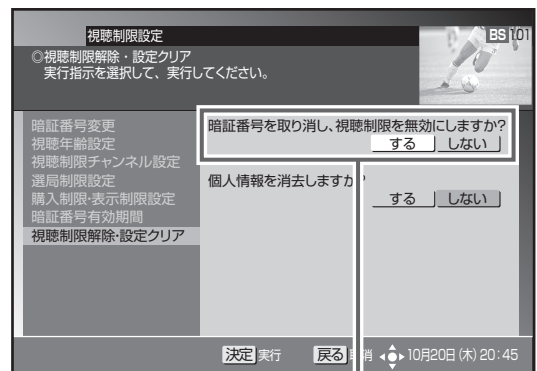 視聴制限設定
BS 101
◎視聴制限解除・設定クリア
実行指示を選択して、実行してください。
暗証番号変更
視聴年齢設定
視聴制限チャンネル設定
選局制限設定
購入制限・表示制限設定
暗証番号有効期間
視聴制限解除・設定クリア
暗証番号を取り消し、視聴制限を無効にしますか?
する しない
個人情報を消去しますか?
する しない
決定 実行 戻る 取消 10月20日(木)20:45